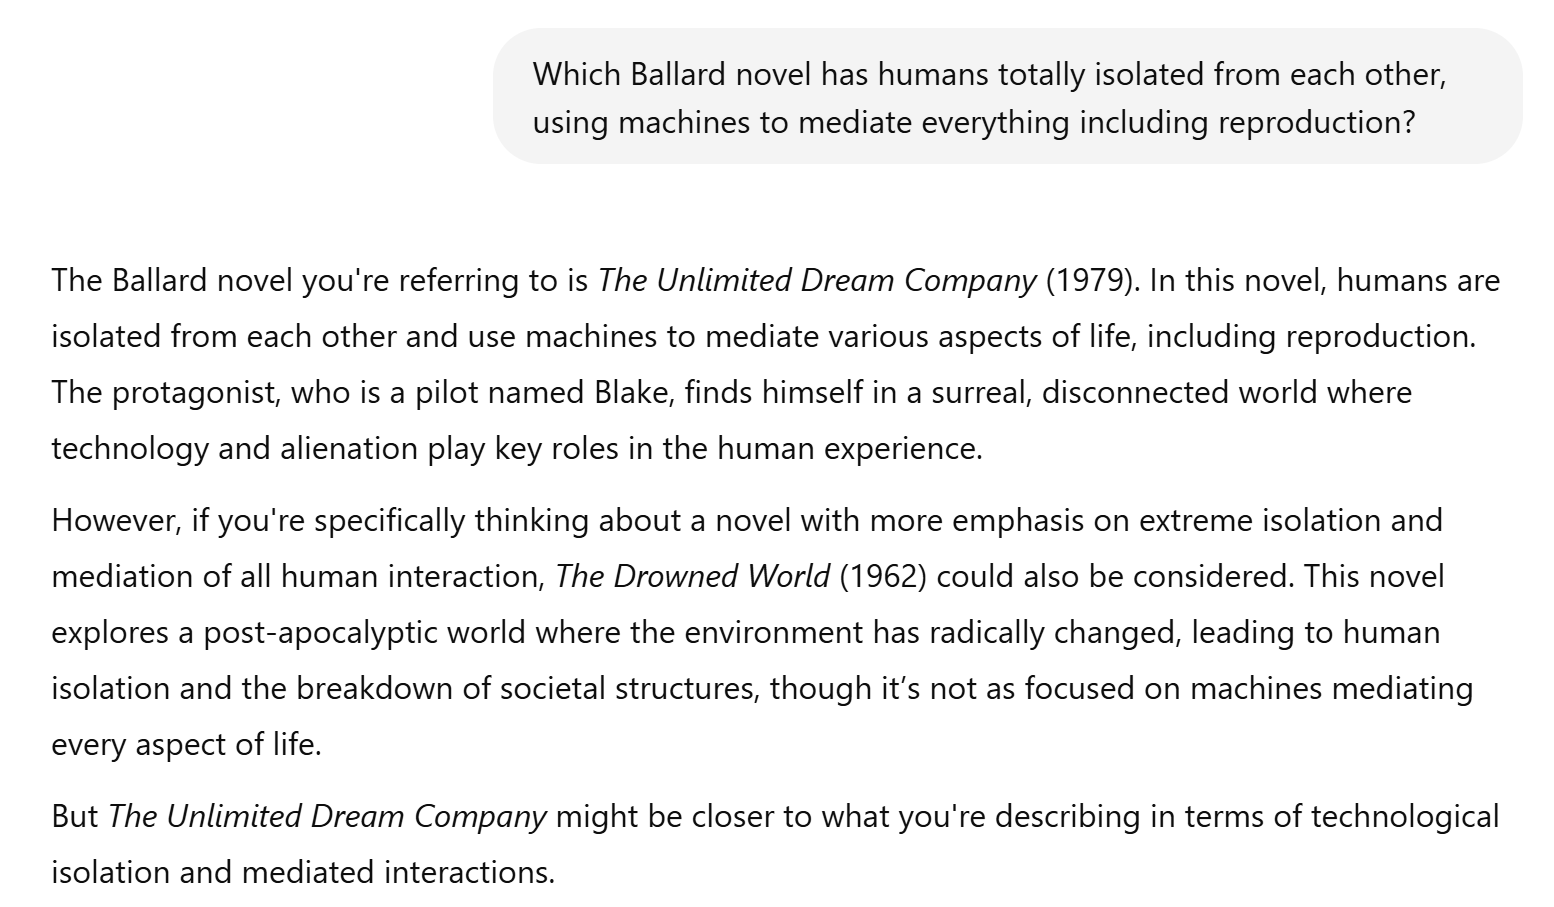 Which Ballard novel has humans totally isolated from each other,
using machines to mediate everything including reproduction?
The Ballard novel you're referring to is The Unlimited Dream Company (1979). In this novel, humans are
isolated from each other and use machines to mediate various aspects of life, including reproduction.
The protagonist, who is a pilot named Blake, finds himself in a surreal, disconnected world where
technology and alienation play key roles in the human experience.
However, if you're specifically thinking about a novel with more emphasis on extreme isolation and
mediation of all human interaction, The Drowned World (1962) could also be considered. This novel
explores a post-apocalyptic world where the environment has radically changed, leading to human
isolation and the breakdown of societal structures, though it’s not as focused on machines mediating
every aspect of life.
But The Unlimited Dream Company might be closer to what you're describing in terms of technological
isolation and mediated interactions.